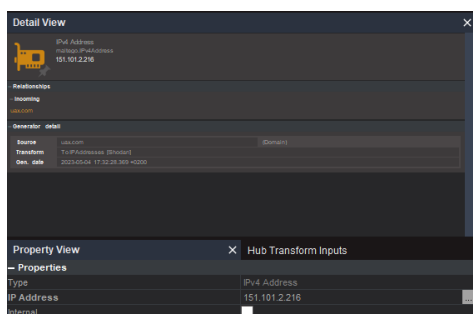 Detail View
IPv4 Address
maltego.IPv4Address
151.101.2.216
- Relationships
- Incoming
uax.com
- Generator detail
Source uax.com (Domain)
Transform To IP Addresses [Shodan]
Gen. date 2023-05-04 17:32:28.369 +0200
Property View Hub Transform Inputs
Properties
Type IPv4 Address
IP Address 151.101.2.216 ...
Internal